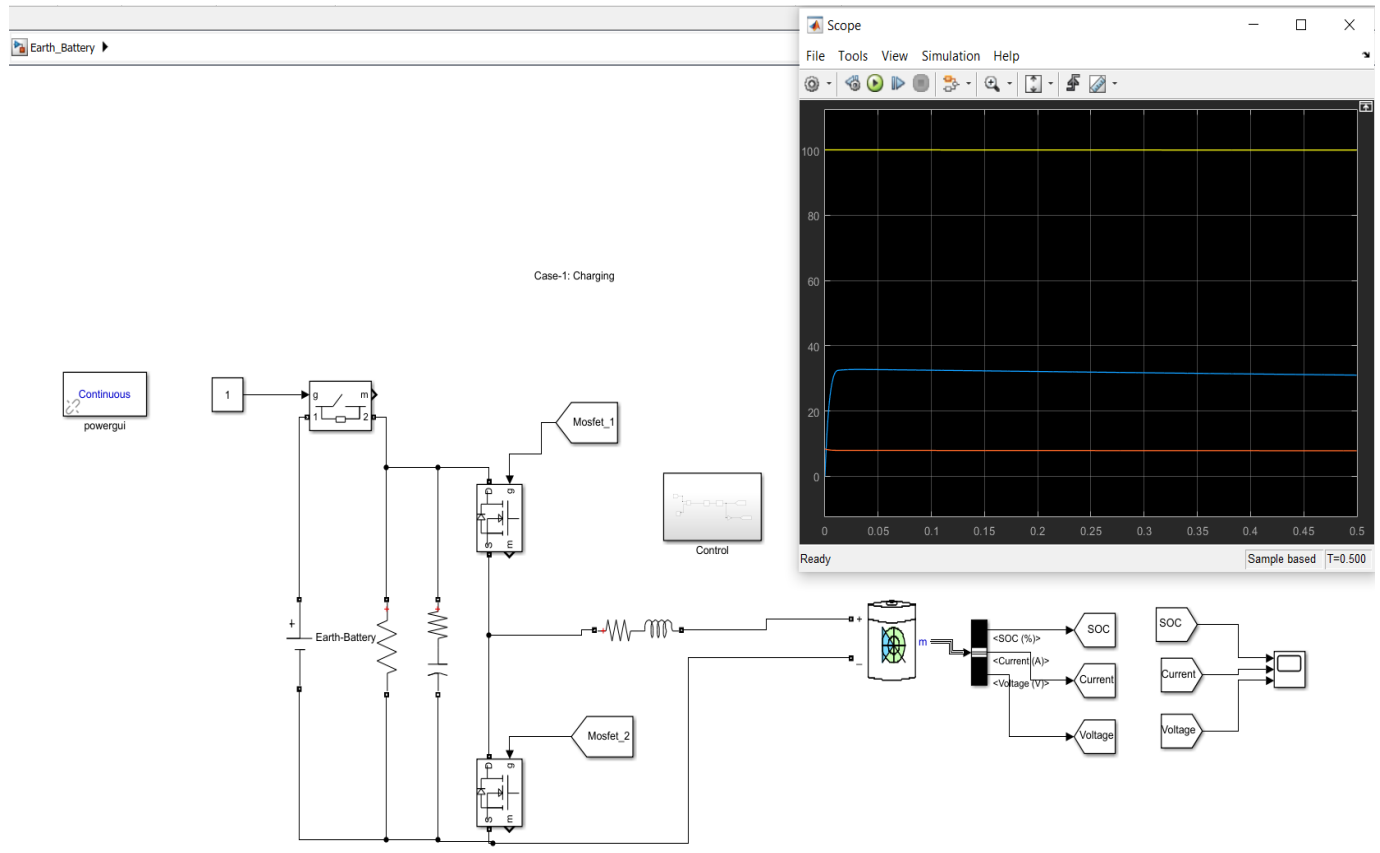 Scope
File Tools View Simulation Help
Earth_Battery
100
80
60
40
20
0
0 0.05 0.1 0.15 0.2 0.25 0.3 0.35 0.4 0.45 0.5
Ready
Sample based T=0.500
Case-1: Charging
Continuous
powergui
1
g m
1 2
Mosfet_1
D g
S m
Control
Earth-Battery
+
+
+
+
+
_
m
<SOC (%)>
<Current (A)>
<Voltage (V)>
SOC
Current
Voltage
SOC
Current
Voltage
Mosfet_2
D g
S m